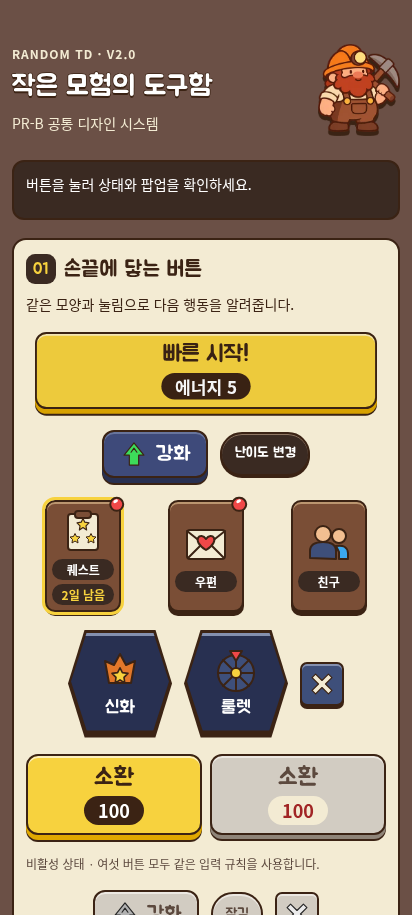 RANDOM TD · V2.0
작은 모험의 도구함
PR-B 공통 디자인 시스템
버튼을 눌러 상태와 팝업을 확인하세요.
01 손끝에 닿는 버튼
같은 모양과 눌림으로 다음 행동을 알려줍니다.
빠른 시작!
에너지 5
강화
난이도 변경
퀘스트
2일 남음
우편
친구
신화
룰렛
소환
100
소환
100
비활성 상태 · 여섯 버튼 모두 같은 입력 규칙을 사용합니다.
강화
잠김